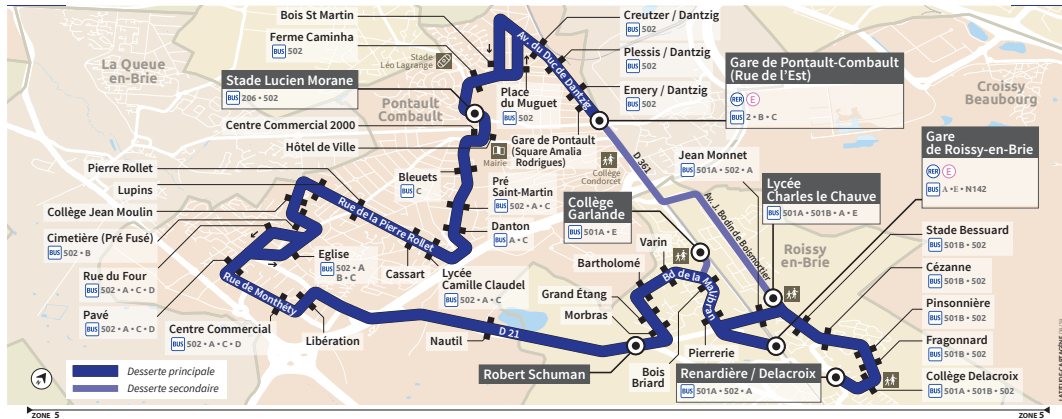 Bois St Martin
Ferme Caminha
BUS 502
La Queue
en-Brie
Stade
Léo Lagrange
Stade Lucien Morane
BUS 206 • 502
Pontault
Combault
Centre Commercial 2000
Hôtel de Ville
Mairie
Place
du Muguet
BUS 502
Av. du Duc de Dantzig
Creutzer / Dantzig
BUS 502
Plessis / Dantzig
BUS 502
Emery / Dantzig
BUS 502
Gare de Pontault-Combault
(Rue de l'Est)
RER E
BUS 2 • B • C
Croissy
Beaubourg
Gare de Pontault
(Square Amalia
Rodrigues)
Collège
Condorcet
D 361
Jean Monnet
BUS 501A • 502 • A
Gare
de Roissy-en-Brie
RER E
BUS A • E • N142
Lycée
Charles le Chauve
BUS 501A • 501B • A • E
Av. J. Bodin de Boismortier
Roissy
en-Brie
Pierre Rollet
Lupins
Collège Jean Moulin
Cimetière (Pré Fusé)
BUS 502 • B
Rue du Four
BUS 502 • A • C • D
Pavé
BUS 502 • A • C • D
Rue de la Pierre Rollet
Bleuets
BUS C
Pré
Saint-Martin
BUS 502 • A • C
Danton
BUS A • C
Eglise
BUS 502 • A
B • C
Cassart
Lycée
Camille Claudel
BUS 502 • A • C
Rue de Monthéty
Centre Commercial
BUS 502 • A • C • D
Libération
Nautil
D 21
Collège
Garlande
BUS 501A • E
Varin
Bartholomé
Bd de la Malibran
Grand Étang
Morbras
Robert Schuman
Bois
Briard
Pierrerie
Renardière / Delacroix
BUS 501A • 502 • A
Stade Bessuard
BUS 501B • 502
Cézanne
BUS 501B • 502
Pinsonnière
BUS 501B • 502
Fragonnard
BUS 501B • 502
Collège Delacroix
BUS 501A • 501B • 502
Desserte principale
Desserte secondaire
ZONE 5
ZONE 5